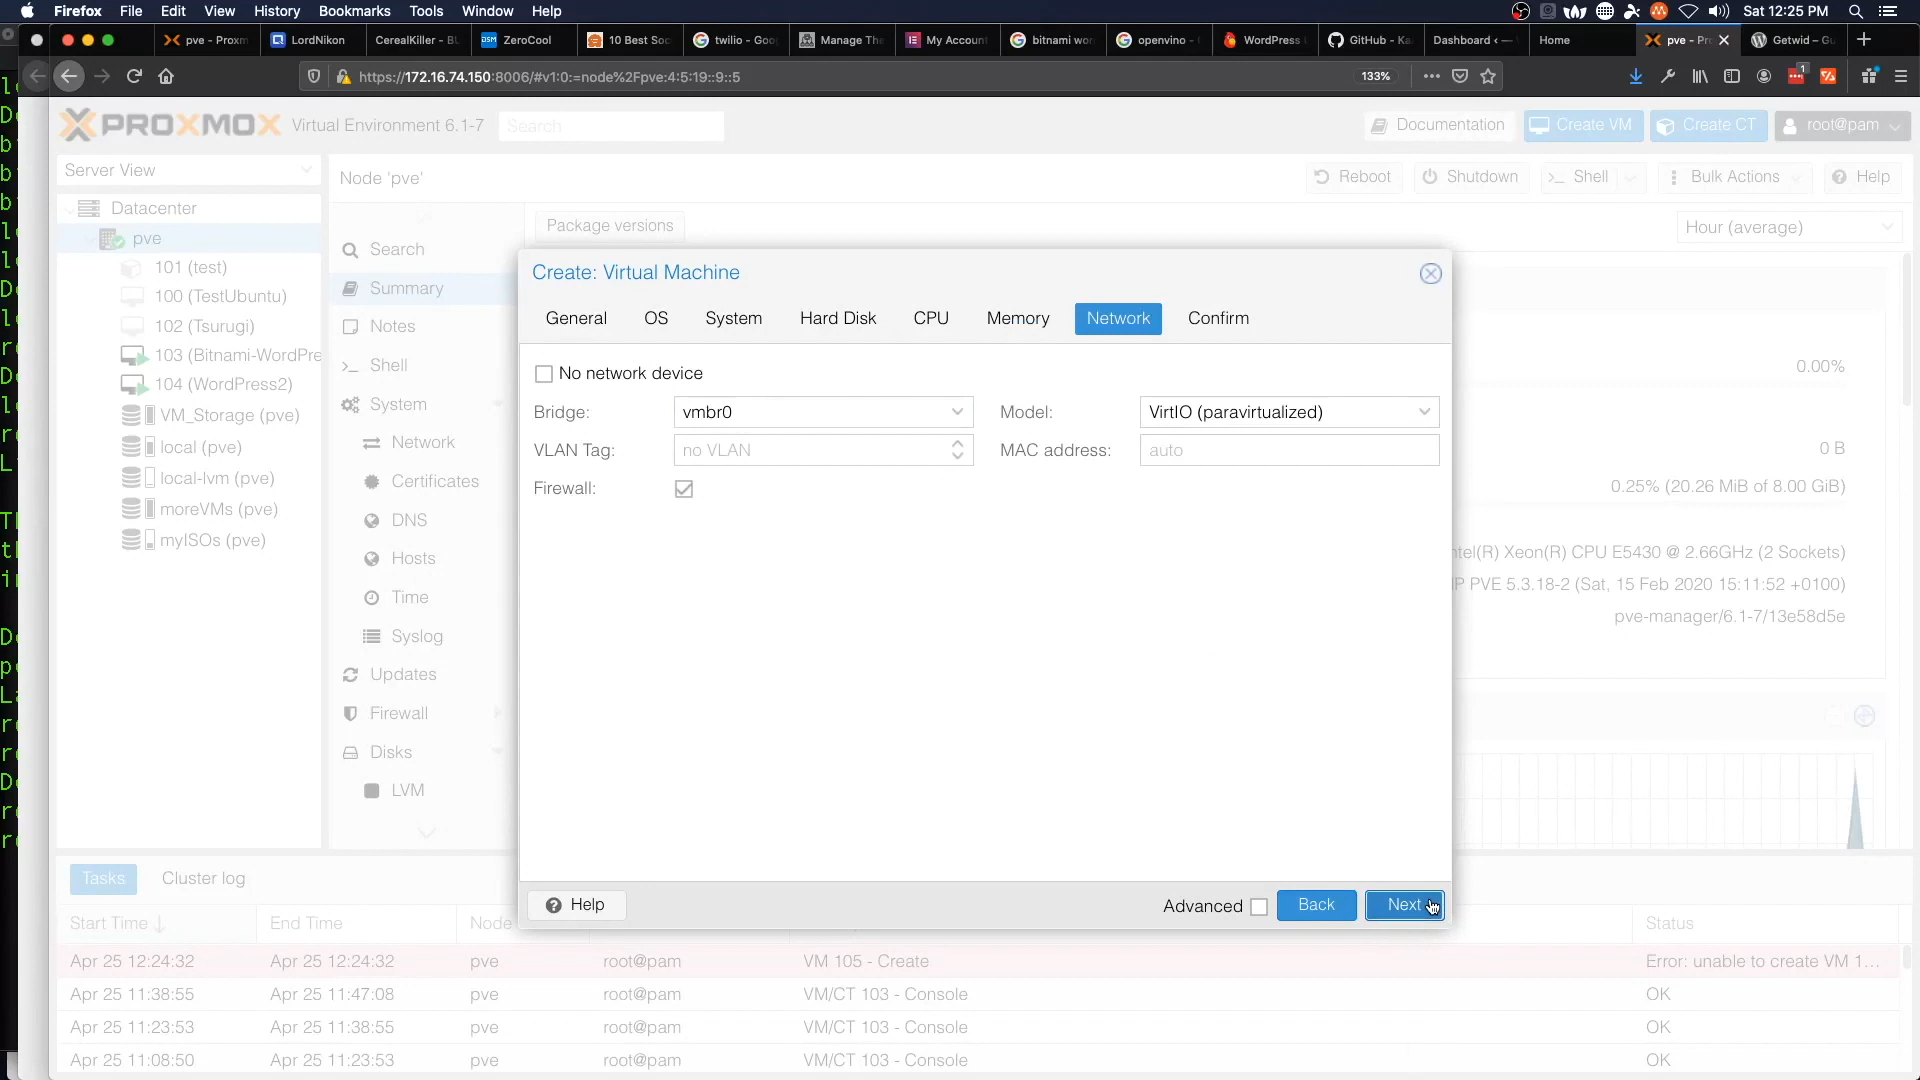 Firefox File Edit View History Bookmarks Tools Window Help Sat 12:25 PM
pve - Proxm LordNikon CerealKiller - Bu ZeroCool 10 Best Soc twilio - Goo Manage The My Account bitnami wor openvino - WordPress GitHub - Ka Dashboard ‹ — Home pve - Pr Getwid – Gu
https://172.16.74.150:8006/#v1:0:=node%2Fpve:4:5:19::9::5 133%
PROXMOX Virtual Environment 6.1-7 Search Documentation Create VM Create CT root@pam
Server View
Node 'pve' Reboot Shutdown Shell Bulk Actions Help
Datacenter
pve
101 (test)
100 (TestUbuntu)
102 (Tsurugi)
103 (Bitnami-WordPre
104 (WordPress2)
VM_Storage (pve)
local (pve)
local-lvm (pve)
moreVMs (pve)
myISOs (pve)
Search
Summary
Notes
Shell
System
Network
Certificates
DNS
Hosts
Time
Syslog
Updates
Firewall
Disks
LVM
Package versions Hour (average)
Create: Virtual Machine
General OS System Hard Disk CPU Memory Network Confirm
No network device
Bridge: vmbr0 Model: VirtIO (paravirtualized)
VLAN Tag: no VLAN MAC address: auto
Firewall:
Help Advanced Back Next
0.00%
0 B
0.25% (20.26 MiB of 8.00 GiB)
ntel(R) Xeon(R) CPU E5430 @ 2.66GHz (2 Sockets)
P PVE 5.3.18-2 (Sat, 15 Feb 2020 15:11:52 +0100)
pve-manager/6.1-7/13e58d5e
Tasks Cluster log
Start Time End Time Node Status
Apr 25 12:24:32 Apr 25 12:24:32 pve root@pam VM 105 - Create Error: unable to create VM 1...
Apr 25 11:38:55 Apr 25 11:47:08 pve root@pam VM/CT 103 - Console OK
Apr 25 11:23:53 Apr 25 11:38:55 pve root@pam VM/CT 103 - Console OK
Apr 25 11:08:50 Apr 25 11:23:53 pve root@pam VM/CT 103 - Console OK